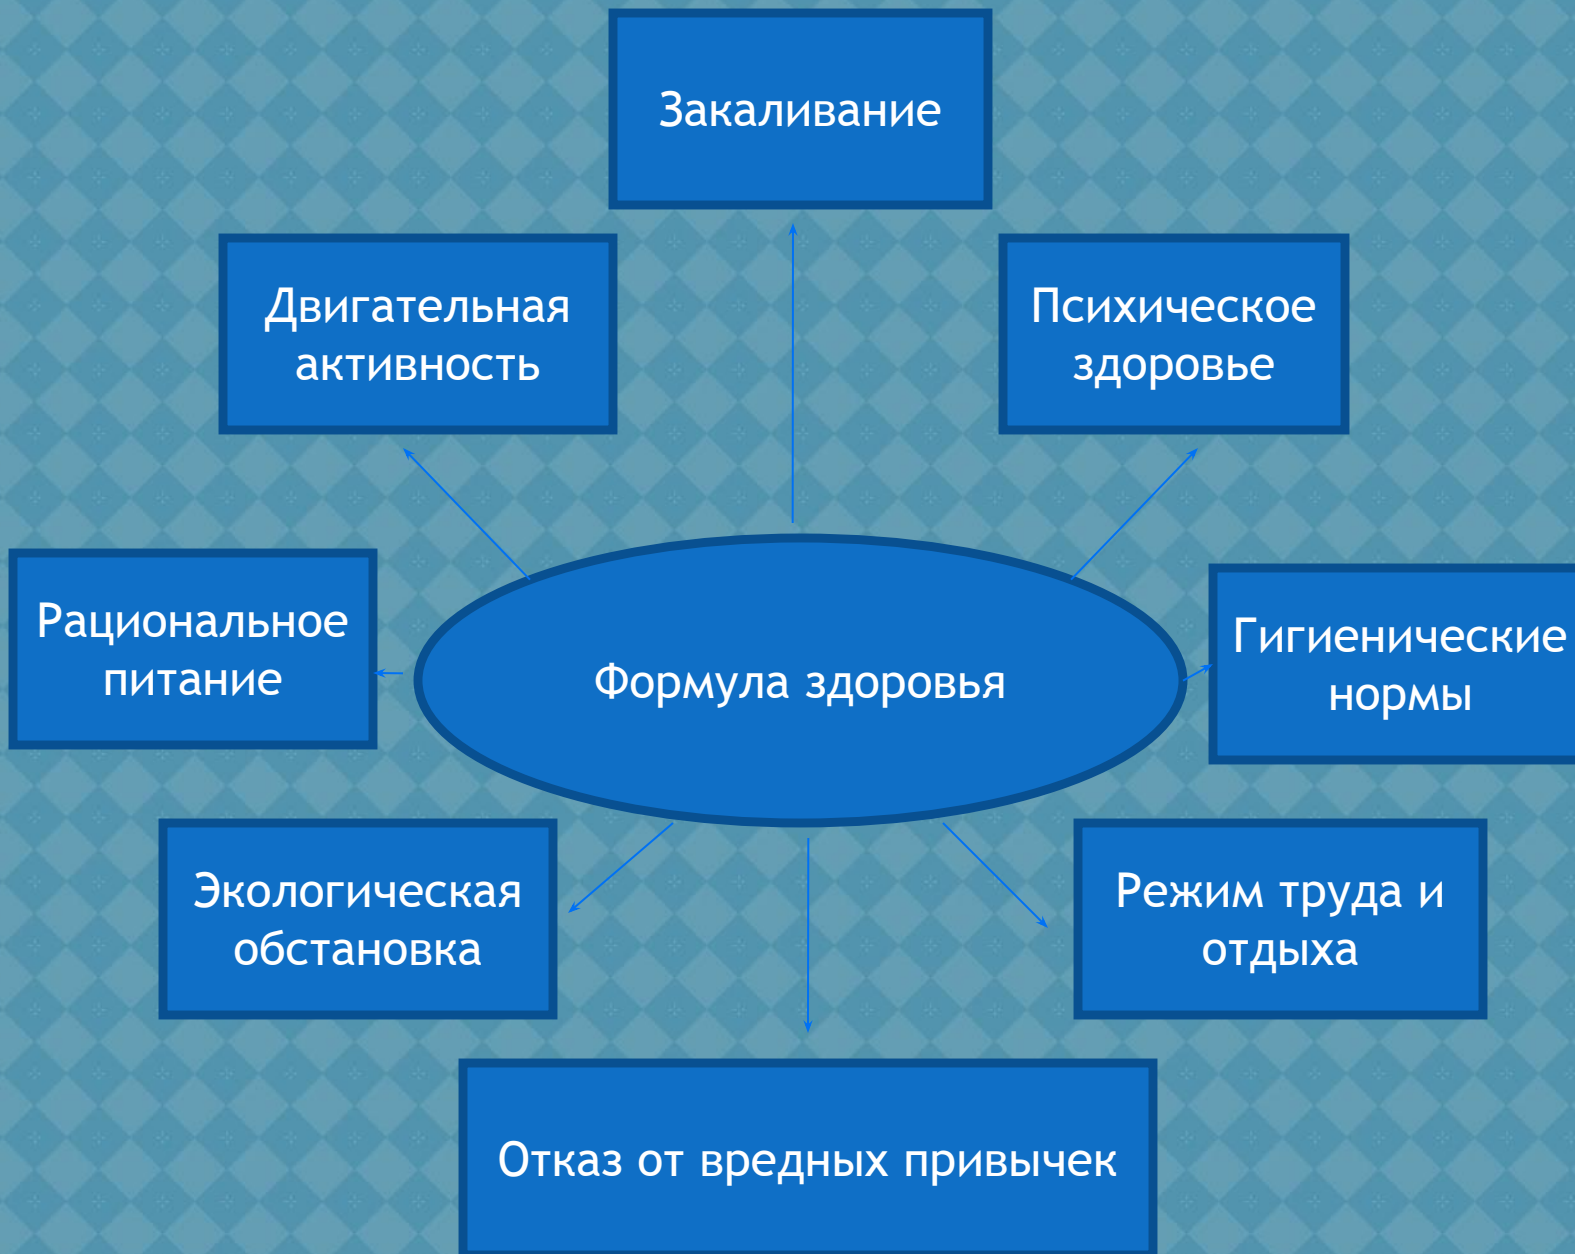 Закаливание
Двигательная
активность
Психическое
здоровье
Рациональное
питание
Формула здоровья
Гигиенические
нормы
Экологическая
обстановка
Режим труда и
отдыха
Отказ от вредных привычек